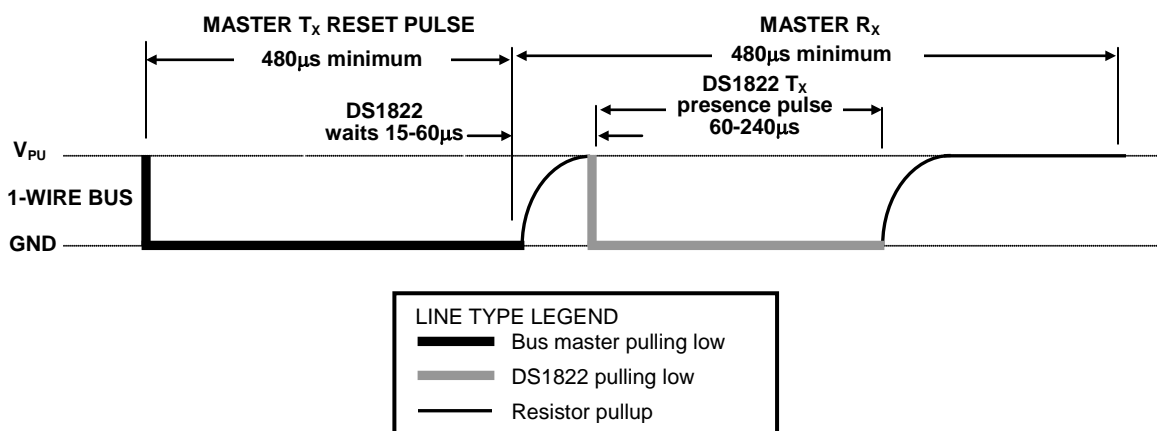 MASTER TX RESET PULSE
480μs minimum
MASTER RX
480μs minimum
DS1822
waits 15-60μs
DS1822 TX
presence pulse
60-240μs
VPU
1-WIRE BUS
GND
LINE TYPE LEGEND
Bus master pulling low
DS1822 pulling low
Resistor pullup